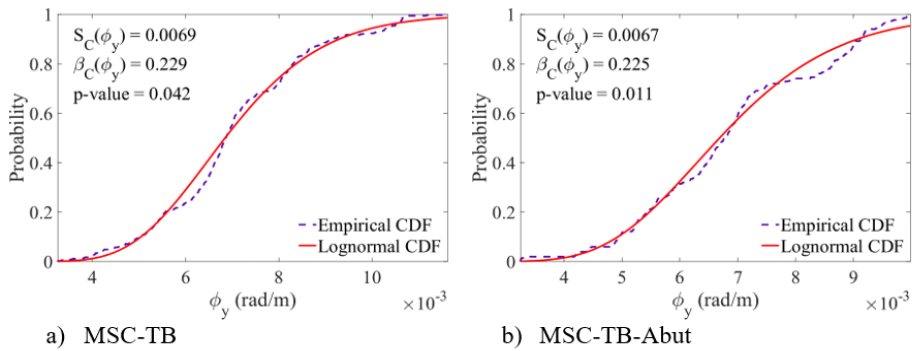 S_C(ϕ_y) = 0.0069
β_C(ϕ_y) = 0.229
p-value = 0.042
Probability
1
0.8
0.6
0.4
0.2
0
4 6 8 10
ϕ_y (rad/m)
×10^-3
Empirical CDF
Lognormal CDF
a) MSC-TB
S_C(ϕ_y) = 0.0067
β_C(ϕ_y) = 0.225
p-value = 0.011
Probability
1
0.8
0.6
0.4
0.2
0
4 5 6 7 8 9
ϕ_y (rad/m)
×10^-3
Empirical CDF
Lognormal CDF
b) MSC-TB-Abut